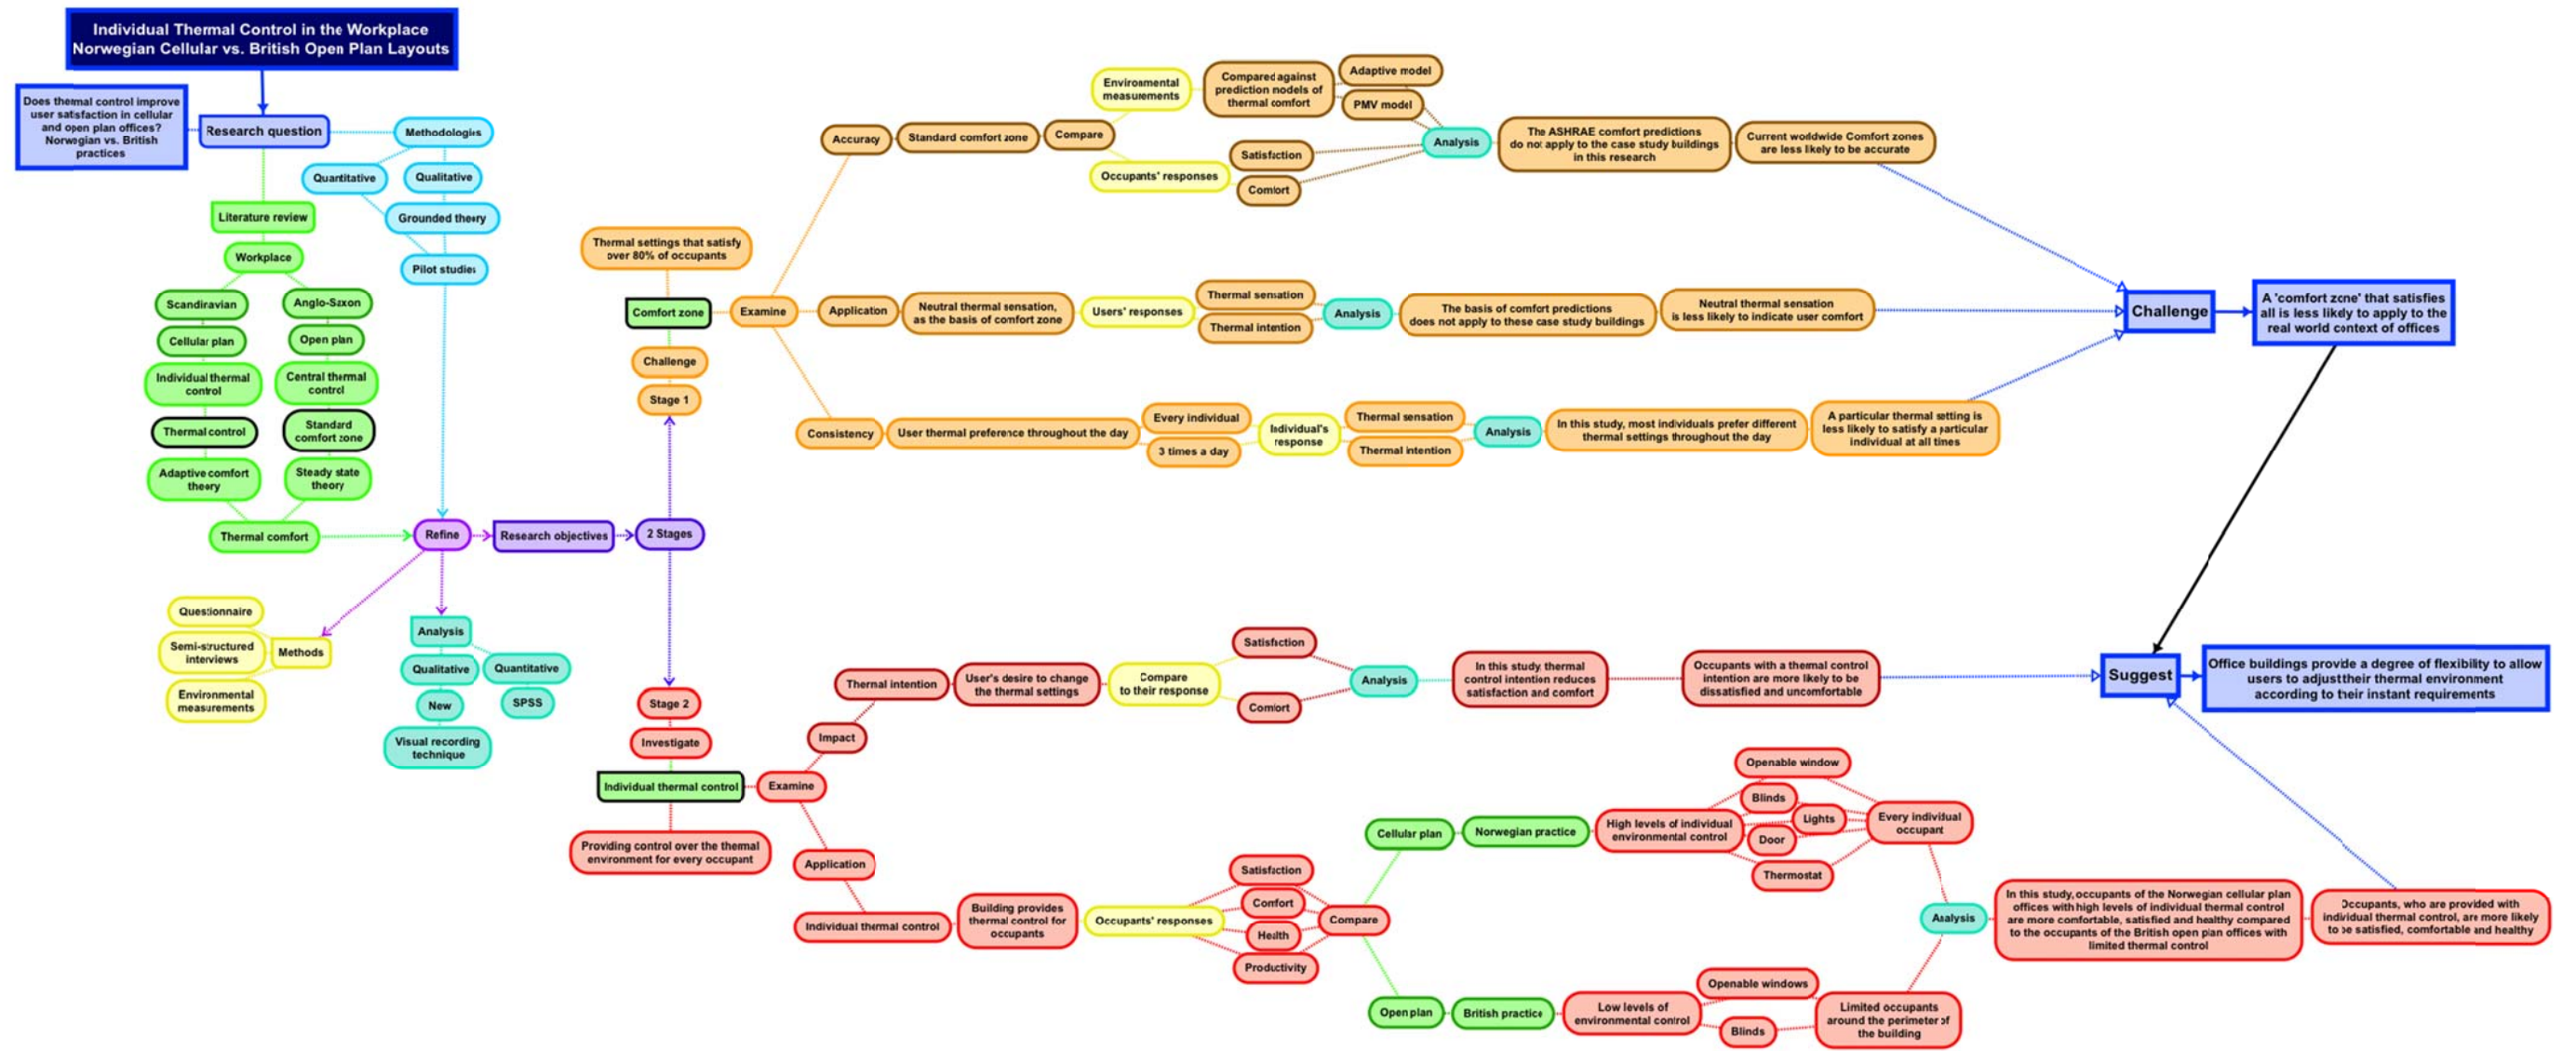 Individual Thermal Control in the Workplace
Norwegian Cellular vs. British Open Plan Layouts
Does thermal control improve
user satisfaction in cellular
and open plan offices?
Norwegian vs. British
practices
Research question
Methodologies
Quantitative
Qualitative
Grounded theory
Pilot studies
Literature review
Workplace
Scandinavian
Anglo-Saxon
Cellular plan
Open plan
Individual thermal
control
Central thermal
control
Thermal control
Standard
comfort zone
Adaptive comfort
theory
Steady state
theory
Thermal comfort
Refine
Research objectives
2 Stages
Questionnaire
Semi-structured
interviews
Environmental
measurements
Methods
Analysis
Qualitative
Quantitative
New
SPSS
Visual recording
technique
Thermal settings that satisfy
over 80% of occupants
Comfort zone
Challenge
Stage 1
Examine
Accuracy
Standard comfort zone
Compare
Environmental
measurements
Compared against
prediction models of
thermal comfort
Adaptive model
PMV model
Occupants' responses
Satisfaction
Comfort
Analysis
The ASHRAE comfort predictions
do not apply to the case study buildings
in this research
Current worldwide Comfort zones
are less likely to be accurate
Application
Neutral thermal sensation,
as the basis of comfort zone
Users' responses
Thermal sensation
Thermal intention
Analysis
The basis of comfort predictions
does not apply to these case study buildings
Neutral thermal sensation
is less likely to indicate user comfort
Consistency
User thermal preference throughout the day
Every individual
3 times a day
Individual's
response
Thermal sensation
Thermal intention
Analysis
In this study, most individuals prefer different
thermal settings throughout the day
A particular thermal setting is
less likely to satisfy a particular
individual at all times
Challenge
A 'comfort zone' that satisfies
all is less likely to apply to the
real world context of offices
Stage 2
Investigate
Individual thermal control
Providing control over the thermal
environment for every occupant
Examine
Impact
Thermal intention
User's desire to change
the thermal settings
Compare
to their response
Satisfaction
Comfort
Analysis
In this study, thermal
control intention reduces
satisfaction and comfort
Occupants with a thermal control
intention are more likely to be
dissatisfied and uncomfortable
Suggest
Office buildings provide a degree of flexibility to allow
users to adjust their thermal environment
according to their instant requirements
Application
Individual thermal control
Building provides
thermal control for
occupants
Occupants' responses
Satisfaction
Comfort
Health
Productivity
Compare
Cellular plan
Norwegian practice
High levels of individual
environmental control
Openable window
Blinds
Lights
Door
Thermostat
Every individual
occupant
Open plan
British practice
Low levels of
environmental control
Openable windows
Blinds
Limited occupants
around the perimeter of
the building
Analysis
In this study, occupants of the Norwegian cellular plan
offices with high levels of individual thermal control
are more comfortable, satisfied and healthy compared
to the occupants of the British open plan offices with
limited thermal control
Occupants, who are provided with
individual thermal control, are more likely
to be satisfied, comfortable and healthy